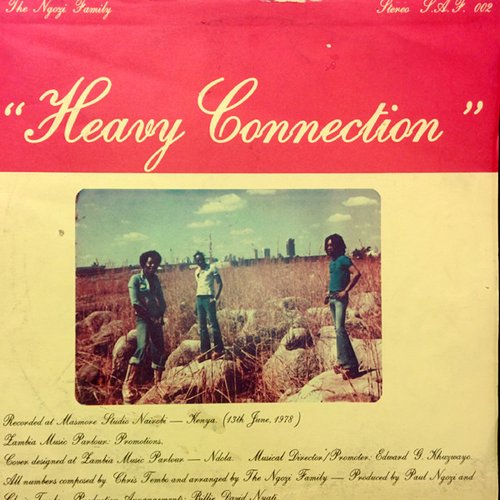 The Ngozi Family
Stereo S.A.F. 002
"Heavy Connection"
Recorded at Masmore Studio Nairobi — Kenya. (13th June, 1978)
Zambia Music Parlour: Promotions.
Cover designed at Zambia Music Parlour — Ndola. Musical Director/Promoter: Edward G. Khuzwayo.
All numbers composed by Chris Tembo and arranged by The Ngozi Family — Produced by Paul Ngozi and